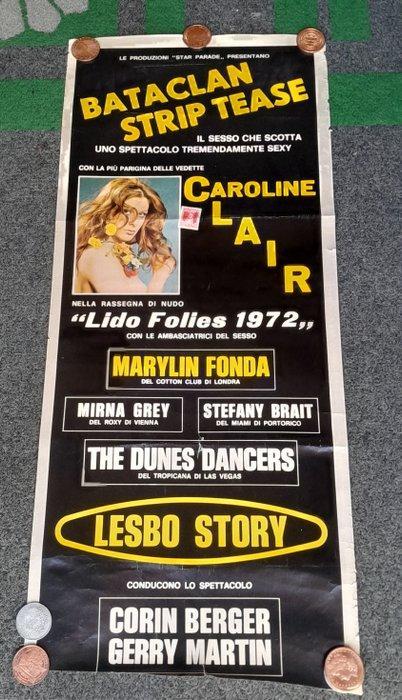 LE PRODUZIONI "STAR PARADE„ PRESENTANO
BATACLAN
STRIP TEASE
IL SESSO CHE SCOTTA
UNO SPETTACOLO TREMENDAMENTE SEXY
CON LA PIÙ PARIGINA DELLE VEDETTE
CAROLINE
LAIR
NELLA RASSEGNA DI NUDO
"Lido Folies 1972„
CON LE AMBASCIATRICI DEL SESSO
MARYLIN FONDA
DEL COTTON CLUB DI LONDRA
MIRNA GREY
DEL ROXY DI VIENNA
STEFANY BRAIT
DEL MIAMI DI PORTORICO
THE DUNES DANCERS
DEL TROPICANA DI LAS VEGAS
LESBO STORY
CONDUCONO LO SPETTACOLO
CORIN BERGER
GERRY MARTIN